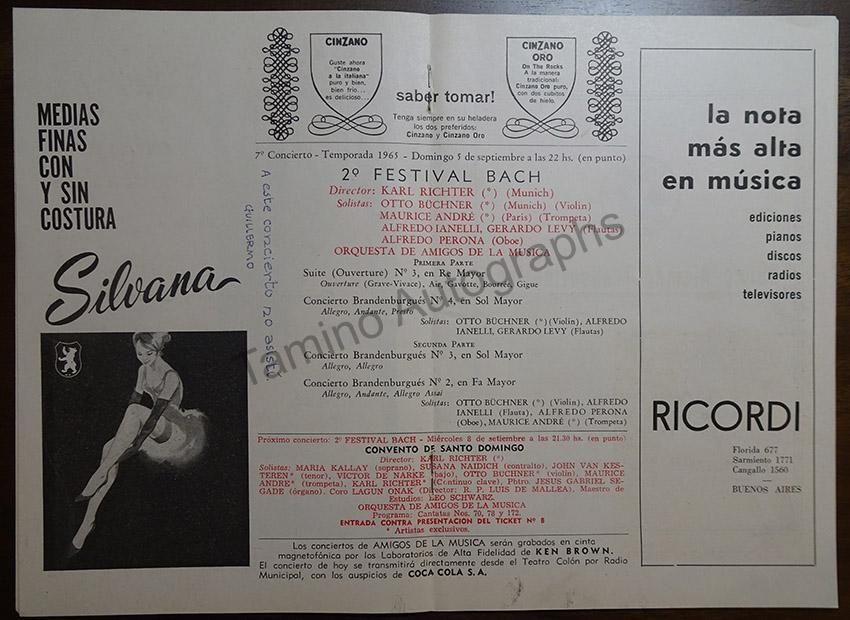 MEDIAS
FINAS
CON
Y SIN
COSTURA
Silvana
CINZANO
Guste ahora
"Cinzano
a la italiana"
puro y bien,
bien frío...
es delicioso...
saber tomar!
Tenga siempre en su heladera
los dos preferidos:
Cinzano y Cinzano Oro
CINZANO
ORO
On The Rocks
A la manera
tradicional:
Cinzano Oro puro,
con dos cubitos
de hielo.
7º Concierto - Temporada 1965 - Domingo 5 de septiembre a las 22 hs. (en punto)
2º FESTIVAL BACH
Director: KARL RICHTER (*) (Munich)
Solistas: OTTO BÜCHNER (*) (Munich) (Violín)
MAURICE ANDRÉ (*) (París) (Trompeta)
ALFREDO IANELLI, GERARDO LEVY (Flautas)
ALFREDO PERONA (Oboe)
ORQUESTA DE AMIGOS DE LA MUSICA
PRIMERA PARTE
Suite (Ouverture) Nº 3, en Re Mayor
Ouverture (Grave-Vivace), Air, Gavotte, Bourrée, Gigue
Concierto Brandenburgués Nº 4, en Sol Mayor
Allegro, Andante, Presto
Solistas: OTTO BÜCHNER (*) (Violín), ALFREDO
IANELLI, GERARDO LEVY (Flautas)
SEGUNDA PARTE
Concierto Brandenburgués Nº 3, en Sol Mayor
Allegro, Allegro
Concierto Brandenburgués Nº 2, en Fa Mayor
Allegro, Andante, Allegro Assai
Solistas: OTTO BÜCHNER (*) (Violín), ALFREDO
IANELLI (Flauta), ALFREDO PERONA
(Oboe), MAURICE ANDRÉ (*) (Trompeta)
A este concierto no asistí
GUILLERMO
Tamino Autographs
Próximo concierto: 2º FESTIVAL BACH - Miércoles 8 de setiembre a las 21.30 hs. (en punto)
CONVENTO DE SANTO DOMINGO
Director: KARL RICHTER (*)
Solistas: MARIA KALLAY (soprano), SUSANA NAIDICH (contralto), JOHN VAN KES-
TEREN* (tenor), VICTOR DE NARKE (bajo), OTTO BÜCHNER* (violín), MAURICE
ANDRE* (trompeta), KARL RICHTER* (Continuo clave), Phtro. JESUS GABRIEL SE-
GADE (órgano). Coro LAGUN ONAK (Director: R. P. LUIS DE MALLEA). Maestro de
Estudios: LEO SCHWARZ.
ORQUESTA DE AMIGOS DE LA MUSICA
Programa: Cantatas Nos. 70, 78 y 172.
ENTRADA CONTRA PRESENTACION DEL TICKET Nº 8
* Artistas exclusivos.
Los conciertos de AMIGOS DE LA MUSICA serán grabados en cinta
magnetofónica por los Laboratorios de Alta Fidelidad de KEN BROWN.
El concierto de hoy se transmitirá directamente desde el Teatro Colón por Radio
Municipal, con los auspicios de COCA COLA S.A.
la nota
más alta
en música
ediciones
pianos
discos
radios
televisores
RICORDI
Florida 677
Sarmiento 1771
Cangallo 1560
BUENOS AIRES